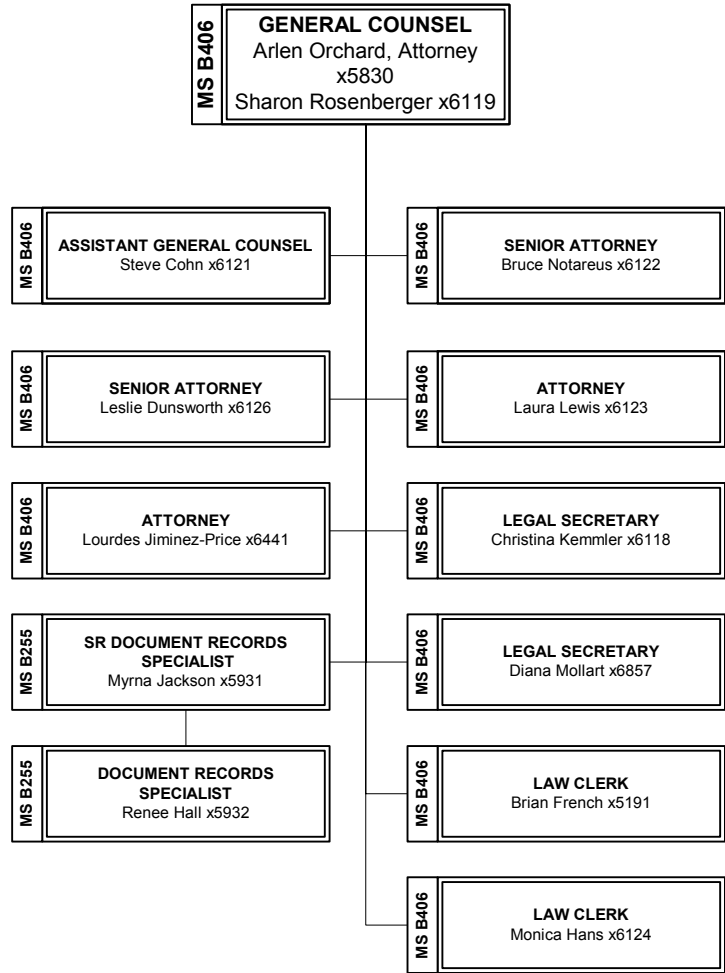 MS B406
GENERAL COUNSEL
Arlen Orchard, Attorney
x5830
Sharon Rosenberger x6119
MS B406
ASSISTANT GENERAL COUNSEL
Steve Cohn x6121
MS B406
SENIOR ATTORNEY
Bruce Notareus x6122
MS B406
SENIOR ATTORNEY
Leslie Dunsworth x6126
MS B406
ATTORNEY
Laura Lewis x6123
MS B406
ATTORNEY
Lourdes Jiminez-Price x6441
MS B406
LEGAL SECRETARY
Christina Kemmler x6118
MS B255
SR DOCUMENT RECORDS
SPECIALIST
Myrna Jackson x5931
MS B406
LEGAL SECRETARY
Diana Mollart x6857
MS B255
DOCUMENT RECORDS
SPECIALIST
Renee Hall x5932
MS B406
LAW CLERK
Brian French x5191
MS B406
LAW CLERK
Monica Hans x6124